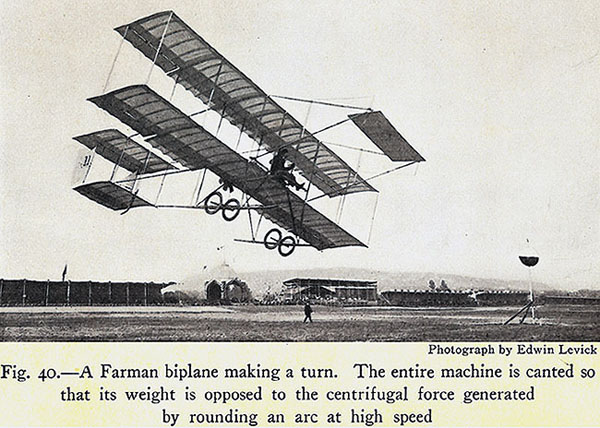 Photograph by Edwin Levick
Fig. 40.—A Farman biplane making a turn. The entire machine is canted so
that its weight is opposed to the centrifugal force generated
by rounding an arc at high speed